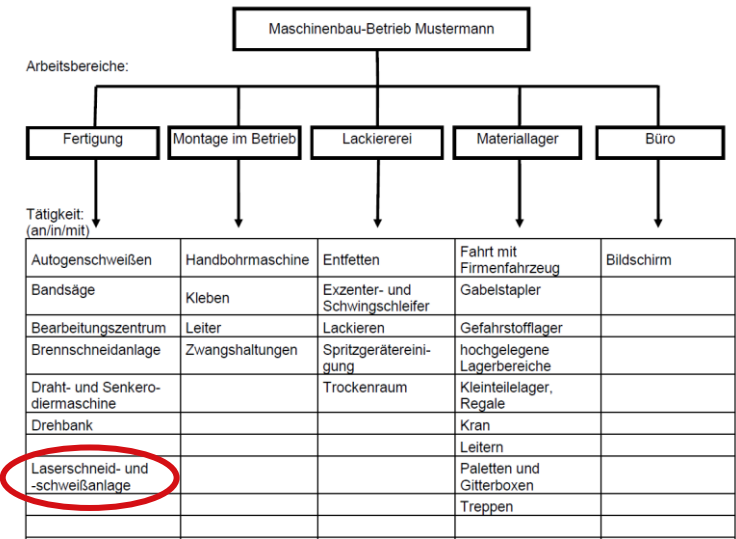 Maschinenbau-Betrieb Mustermann
Arbeitsbereiche:
Fertigung
Montage im Betrieb
Lackiererei
Materiallager
Büro
Tätigkeit:
(an/in/mit)
Autogenschweißen
Handbohrmaschine
Entfetten
Fahrt mit
Firmenfahrzeug
Bildschirm
Bandsäge
Kleben
Exzenter- und
Schwingschleifer
Gabelstapler
Bearbeitungszentrum
Leiter
Lackieren
Gefahrstofflager
Brennschneidanlage
Zwangshaltungen
Spritzgerätereini-
gung
hochgelegene
Lagerbereiche
Draht- und Senkero-
diermaschine
Trockenraum
Kleinteilelager,
Regale
Drehbank
Kran
Leitern
Laserschneid- und
-schweißanlage
Paletten und
Gitterboxen
Treppen